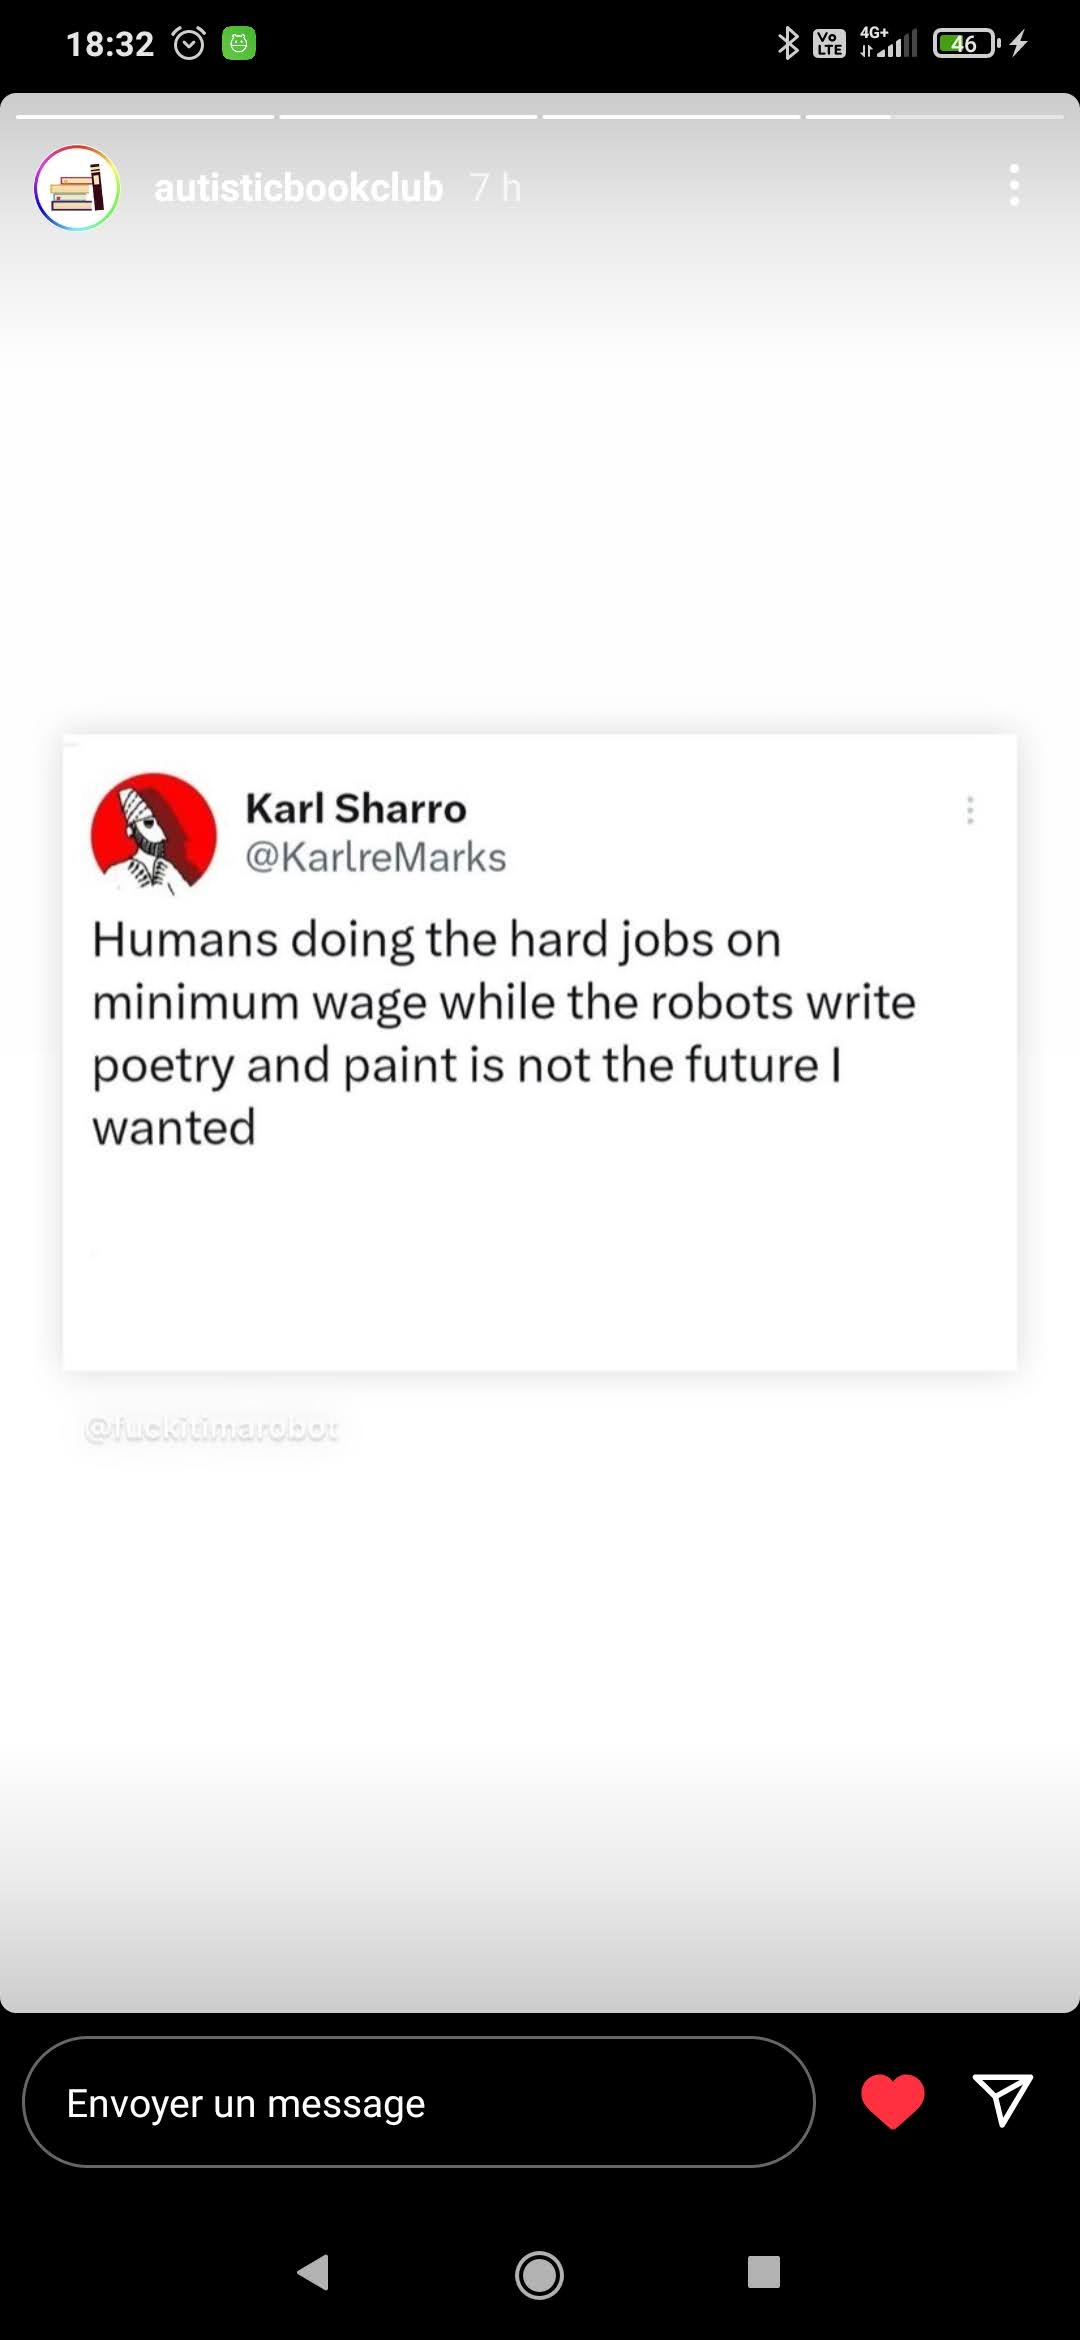 18:32
Vo LTE 4G+ 46
autisticbookclub 7 h
Karl Sharro
@KarlreMarks
Humans doing the hard jobs on
minimum wage while the robots write
poetry and paint is not the future I
wanted
@fuckitimarobot
Envoyer un message